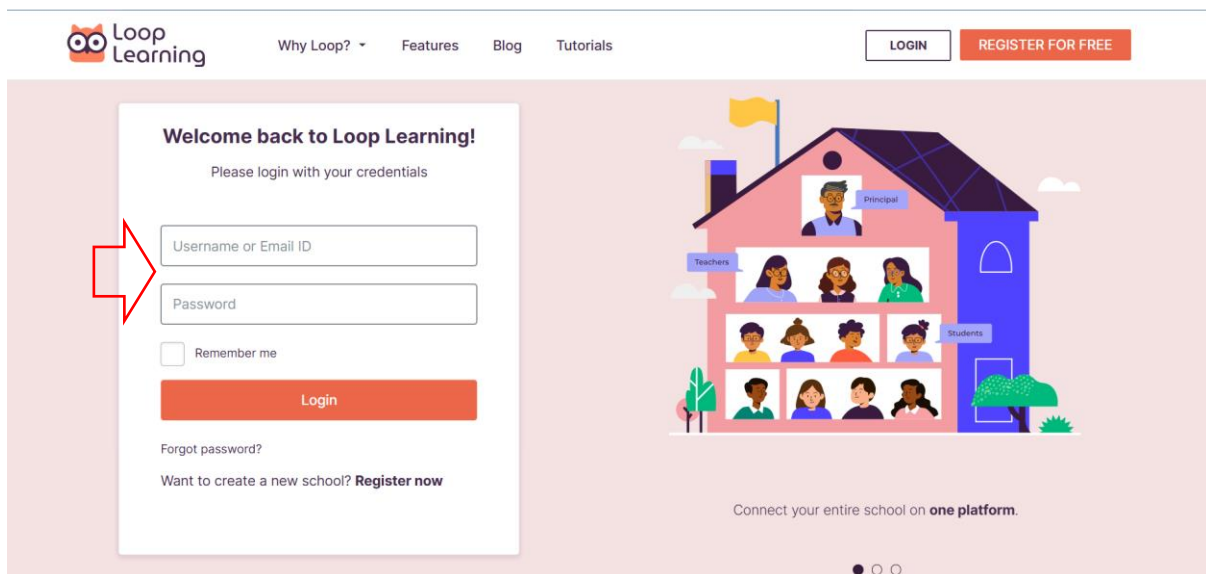 Loop
Learning
Why Loop?
Features
Blog
Tutorials
LOGIN
REGISTER FOR FREE
Welcome back to Loop Learning!
Please login with your credentials
Username or Email ID
Password
Remember me
Login
Forgot password?
Want to create a new school? Register now
Principal
Teachers
Students
Connect your entire school on one platform.